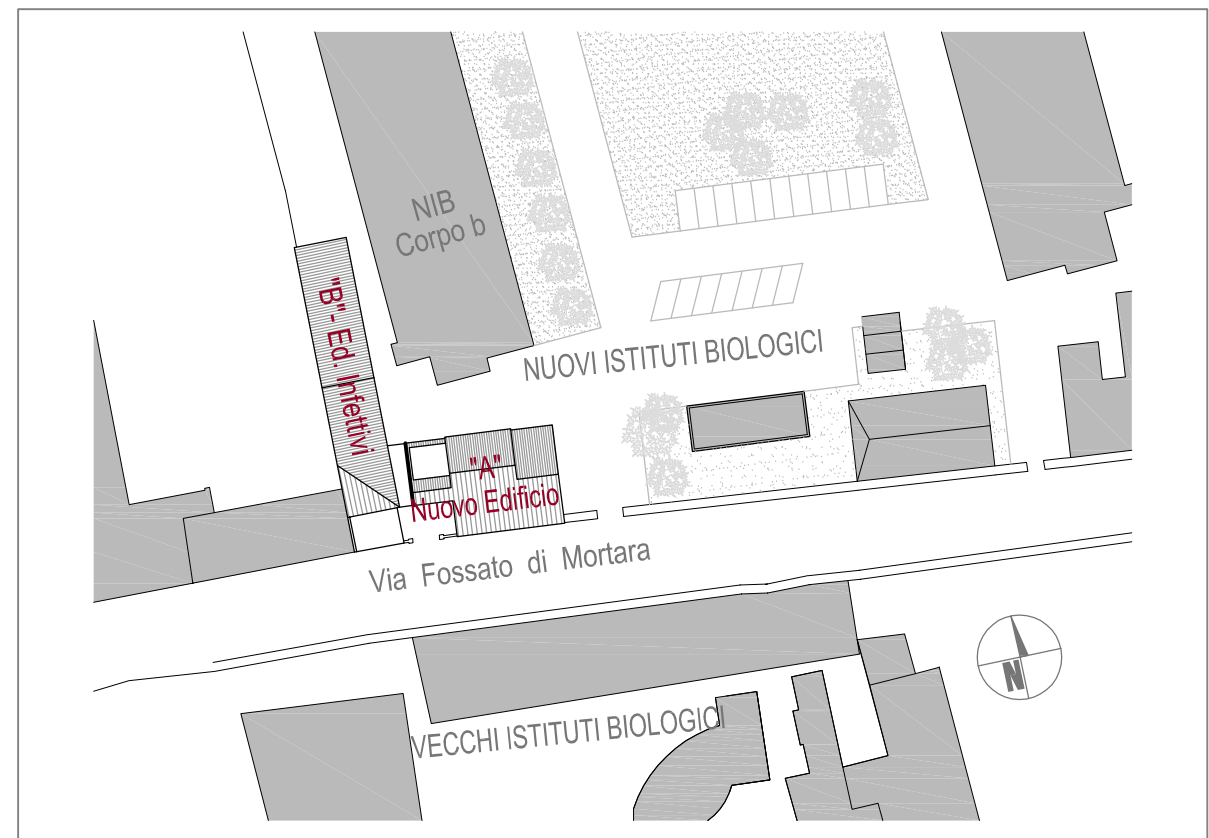 NIB
Corpo b
"B"- Ed. Infettivi
NUOVI ISTITUTI BIOLOGICI
"A"
Nuovo Edificio
Via Fossato di Mortara
N
VECCHI ISTITUTI BIOLOGICI